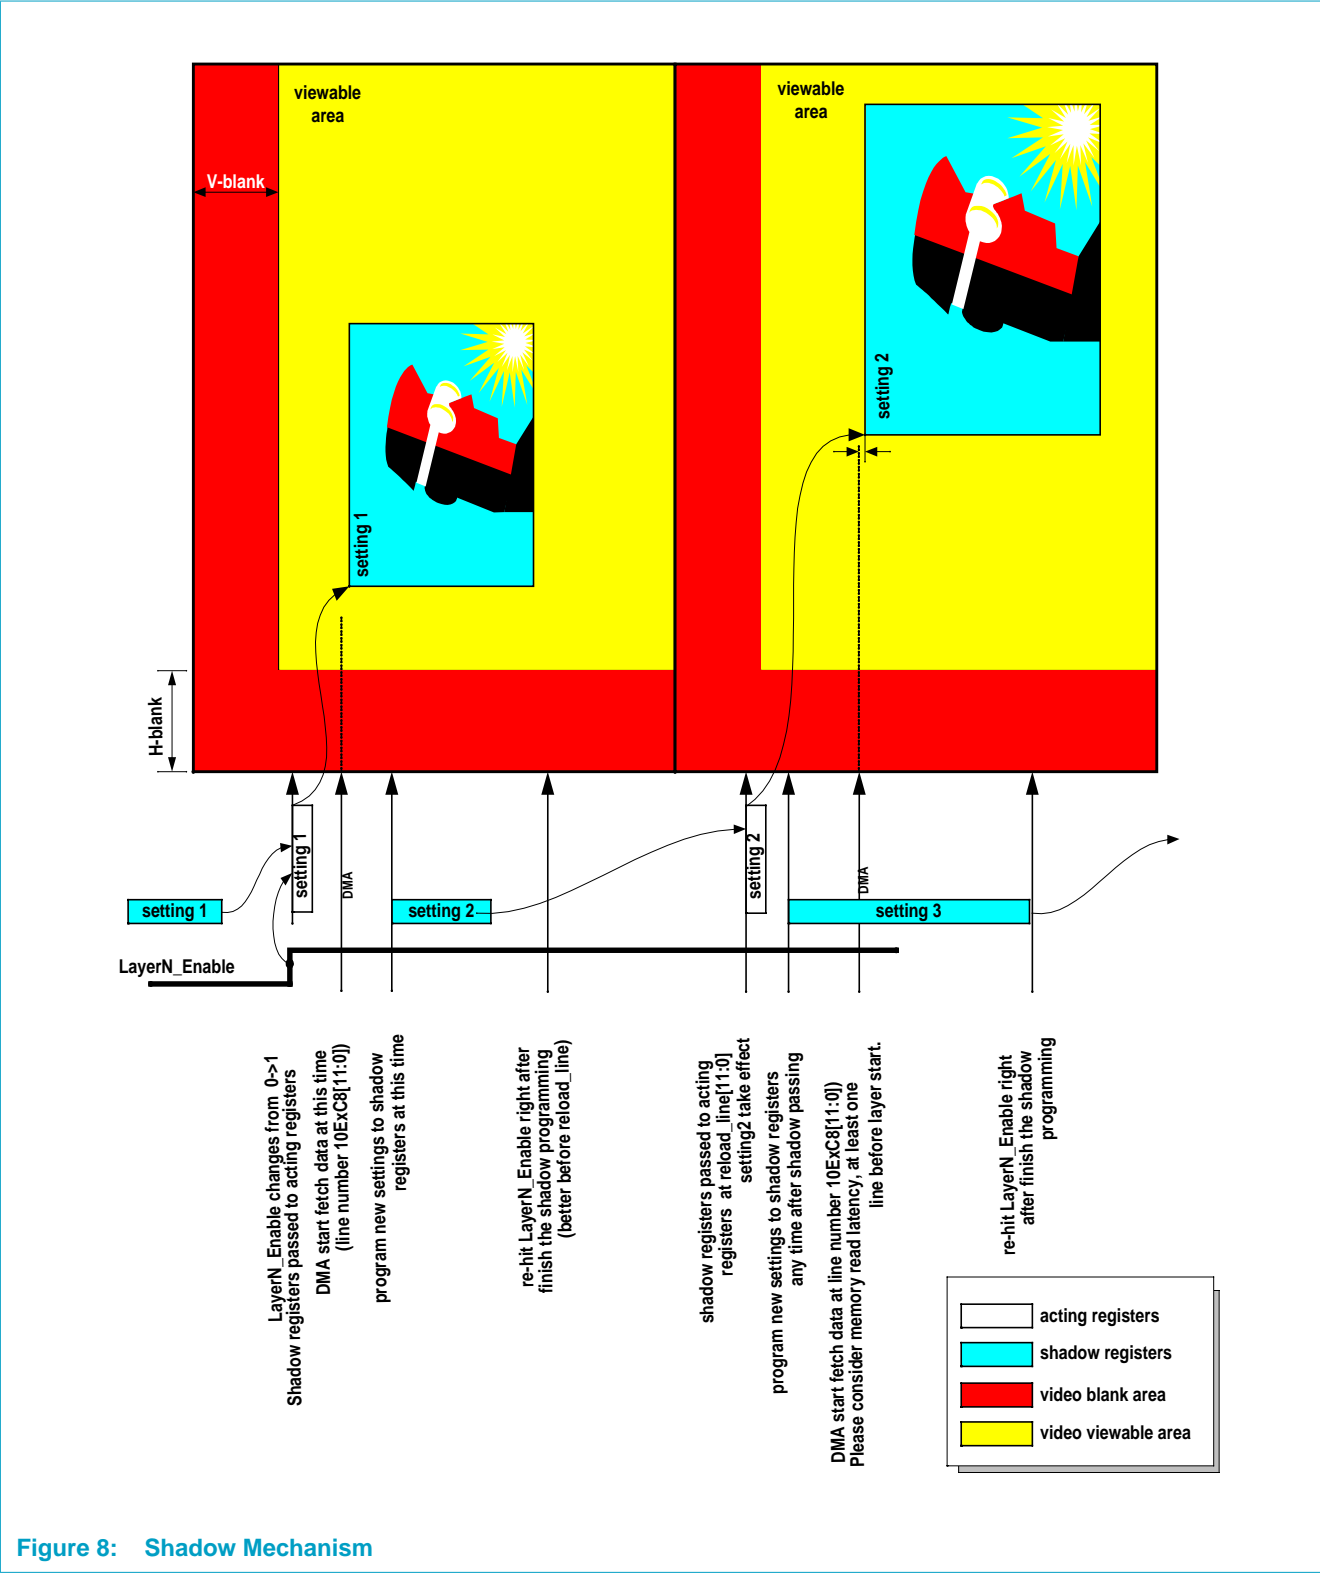 viewable
area
viewable
area
V-blank
setting 2
setting 1
H-blank
setting 1
DMA
setting 2
DMA
setting 1
setting 2
setting 3
LayerN_Enable
LayerN_Enable changes from 0->1
Shadow registers passed to acting registers
DMA start fetch data at this time
(line number 10ExC8[11:0])
program new settings to shadow
registers at this time
re-hit LayerN_Enable right after
finish the shadow programming
(better before reload_line)
shadow registers passed to acting
registers at reload_line[11:0]
setting2 take effect
program new settings to shadow registers
any time after shadow passing
DMA start fetch data at line number 10ExC8[11:0])
Please consider memory read latency, at least one
line before layer start.
re-hit LayerN_Enable right
after finish the shadow
programming
acting registers
shadow registers
video blank area
video viewable area
Figure 8: Shadow Mechanism